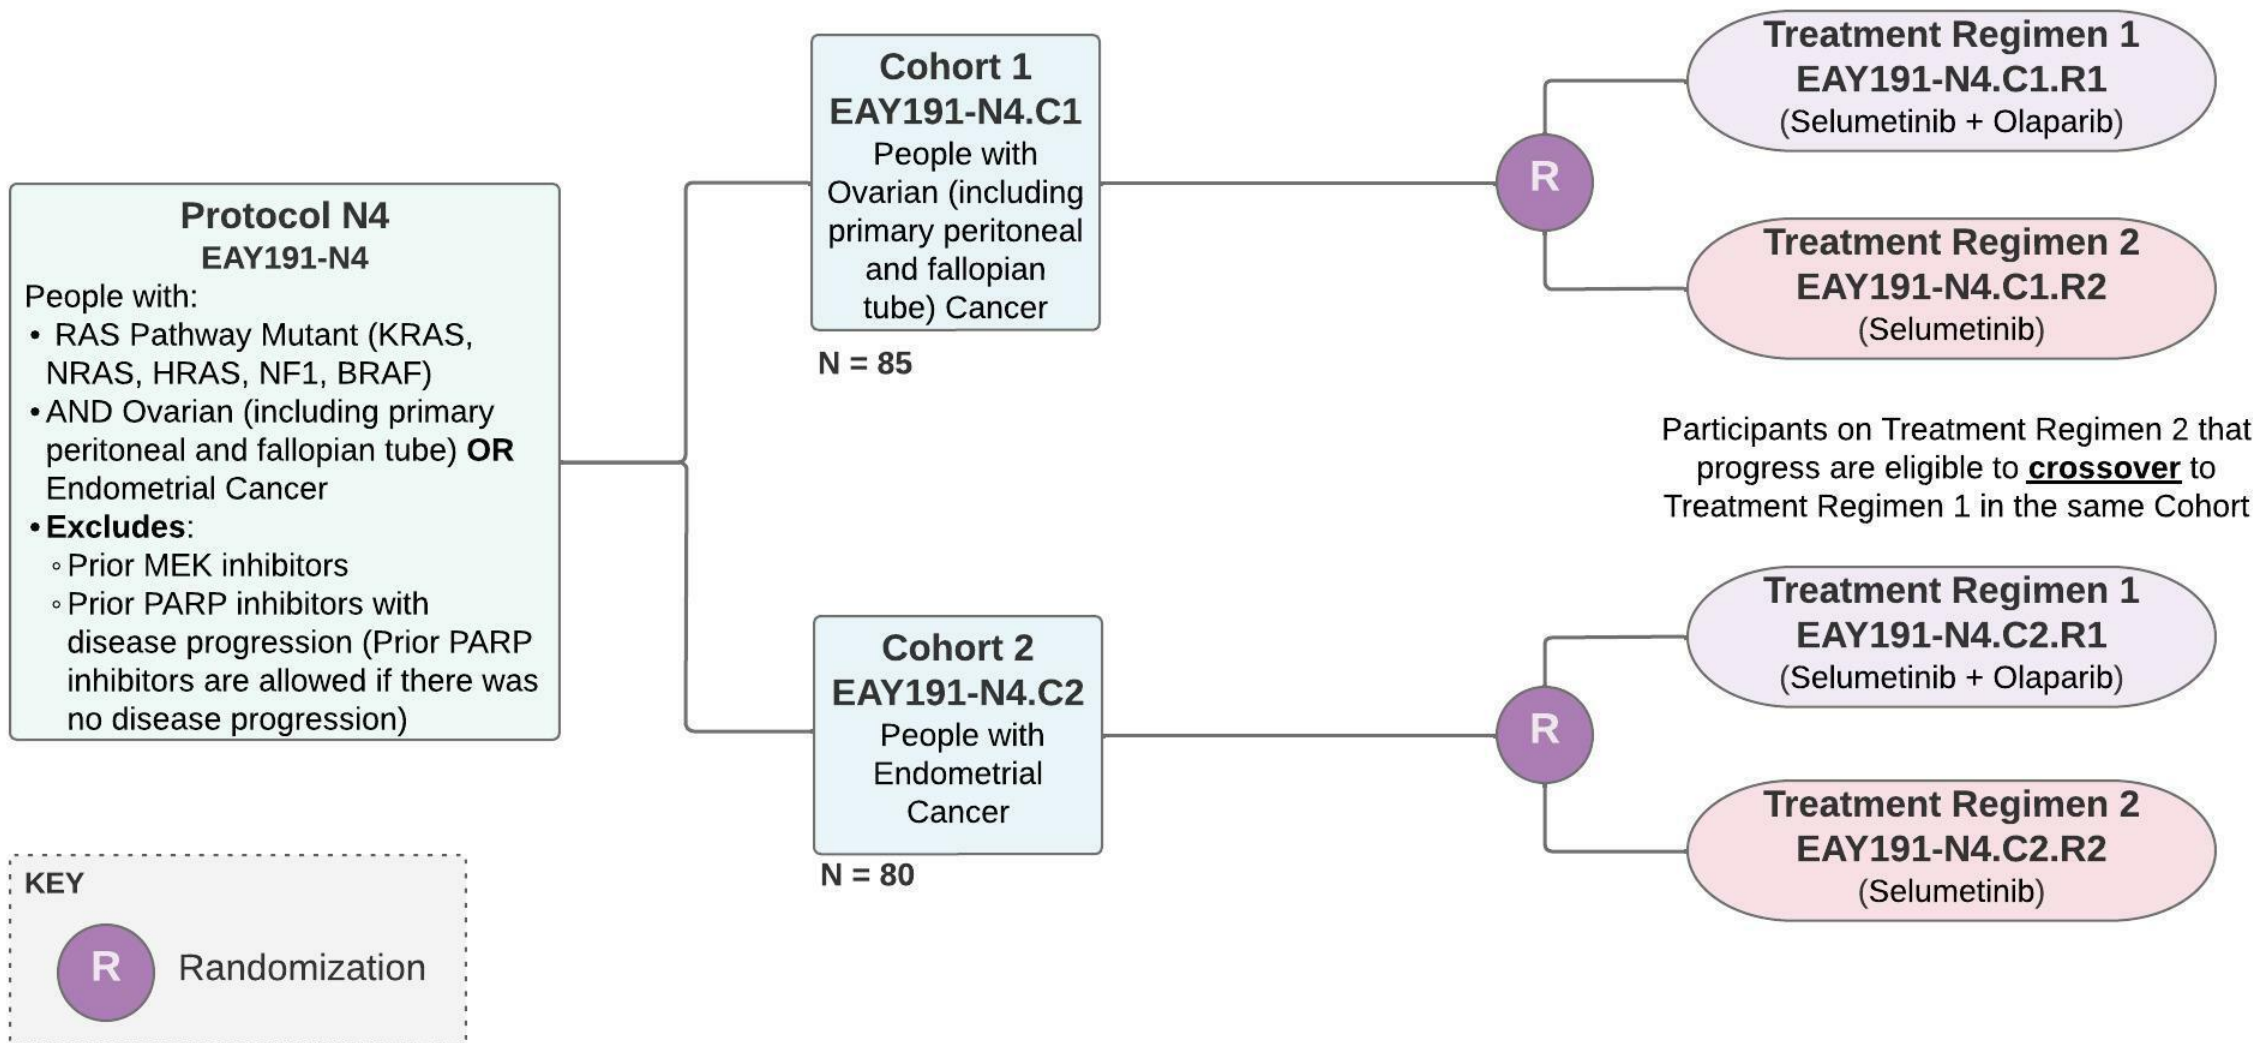 Protocol N4
EAY191-N4
People with:
• RAS Pathway Mutant (KRAS,
NRAS, HRAS, NF1, BRAF)
• AND Ovarian (including primary
peritoneal and fallopian tube) OR
Endometrial Cancer
• Excludes:
◦ Prior MEK inhibitors
◦ Prior PARP inhibitors with
disease progression (Prior PARP
inhibitors are allowed if there was
no disease progression)
KEY
R
Randomization
Cohort 1
EAY191-N4.C1
People with
Ovarian (including
primary peritoneal
and fallopian
tube) Cancer
N = 85
Cohort 2
EAY191-N4.C2
People with
Endometrial
Cancer
N = 80
R
R
Treatment Regimen 1
EAY191-N4.C1.R1
(Selumetinib + Olaparib)
Treatment Regimen 2
EAY191-N4.C1.R2
(Selumetinib)
Participants on Treatment Regimen 2 that
progress are eligible to crossover to
Treatment Regimen 1 in the same Cohort
Treatment Regimen 1
EAY191-N4.C2.R1
(Selumetinib + Olaparib)
Treatment Regimen 2
EAY191-N4.C2.R2
(Selumetinib)